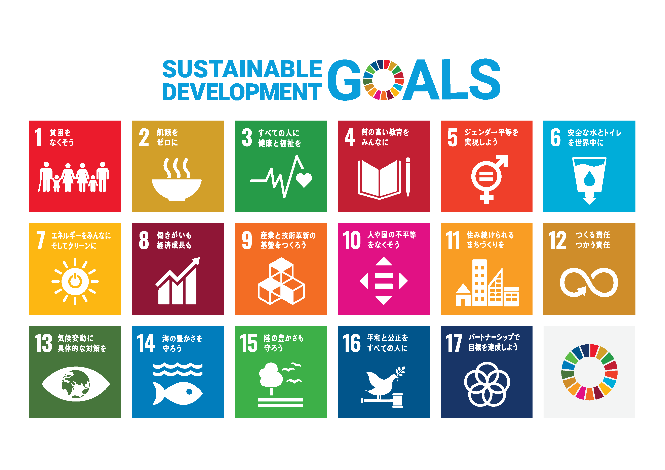 SUSTAINABLE
DEVELOPMENT
GOALS
1 貧困を
なくそう
2 飢餓を
ゼロに
3 すべての人に
健康と福祉を
4 質の高い教育を
みんなに
5 ジェンダー平等を
実現しよう
6 安全な水とトイレ
を世界中に
7 エネルギーをみんなに
そしてクリーンに
8 働きがいも
経済成長も
9 産業と技術革新の
基盤をつくろう
10 人や国の不平等
をなくそう
11 住み続けられる
まちづくりを
12 つくる責任
つかう責任
13 気候変動に
具体的な対策を
14 海の豊かさを
守ろう
15 陸の豊かさも
守ろう
16 平和と公正を
すべての人に
17 パートナーシップで
目標を達成しよう